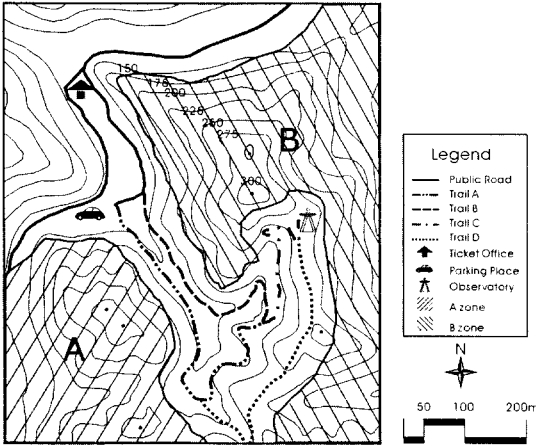 150
175
200
225
250
275
300
B
A
Legend
Public Road
Trail A
Trail B
Trail C
Trail D
Ticket Office
Parking Place
Observatory
A zone
B zone
N
50 100 200m